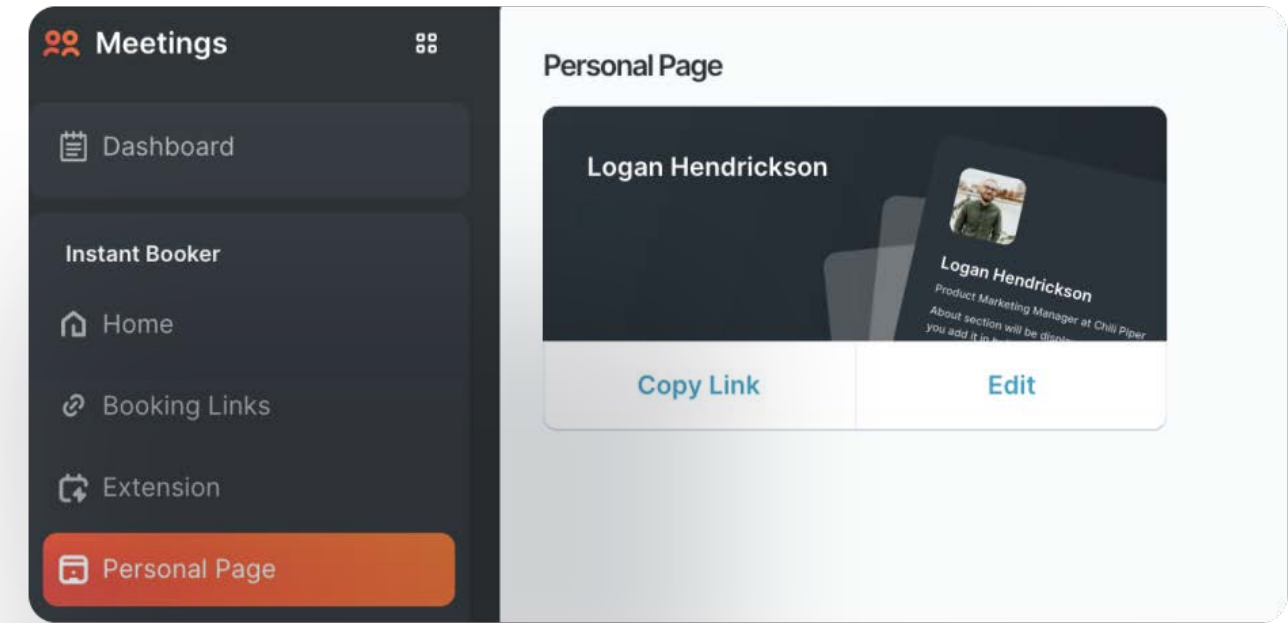 Meetings
Dashboard
Instant Booker
Home
Booking Links
Extension
Personal Page
Personal Page
Logan Hendrickson
Logan Hendrickson
Product Marketing Manager at Chili Piper
About section will be
you add it in
Copy Link
Edit